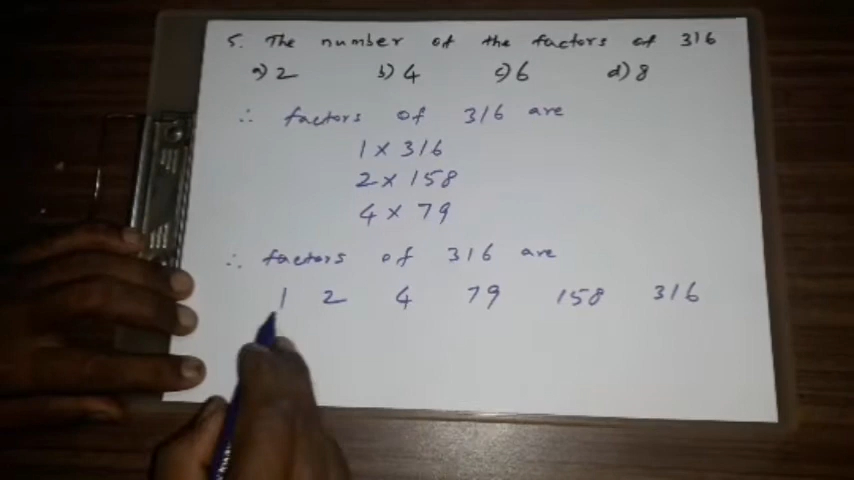 5. The number of the factors of 316
a) 2 b) 4 c) 6 d) 8
∴ factors of 316 are
1 × 316
2 × 158
4 × 79
∴ factors of 316 are
1 2 4 79 158 316